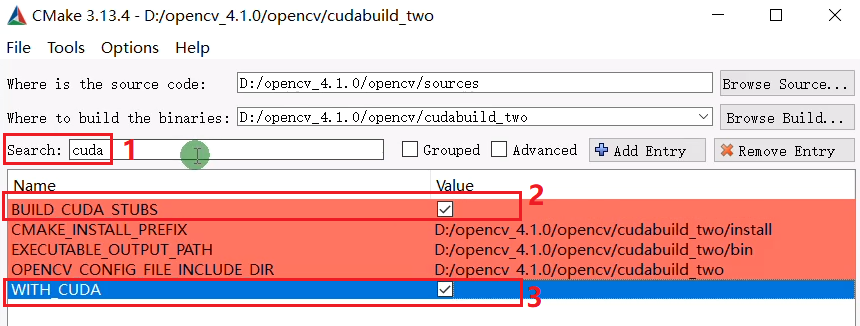 CMake 3.13.4 - D:/opencv_4.1.0/opencv/cudabuild_two
File Tools Options Help
Where is the source code: D:/opencv_4.1.0/opencv/sources Browse Source...
Where to build the binaries: D:/opencv_4.1.0/opencv/cudabuild_two Browse Build...
Search: cuda 1 Grouped Advanced Add Entry Remove Entry
Name Value
2
BUILD_CUDA_STUBS
CMAKE_INSTALL_PREFIX D:/opencv_4.1.0/opencv/cudabuild_two/install
EXECUTABLE_OUTPUT_PATH D:/opencv_4.1.0/opencv/cudabuild_two/bin
OPENCV_CONFIG_FILE_INCLUDE_DIR D:/opencv_4.1.0/opencv/cudabuild_two
WITH_CUDA 3